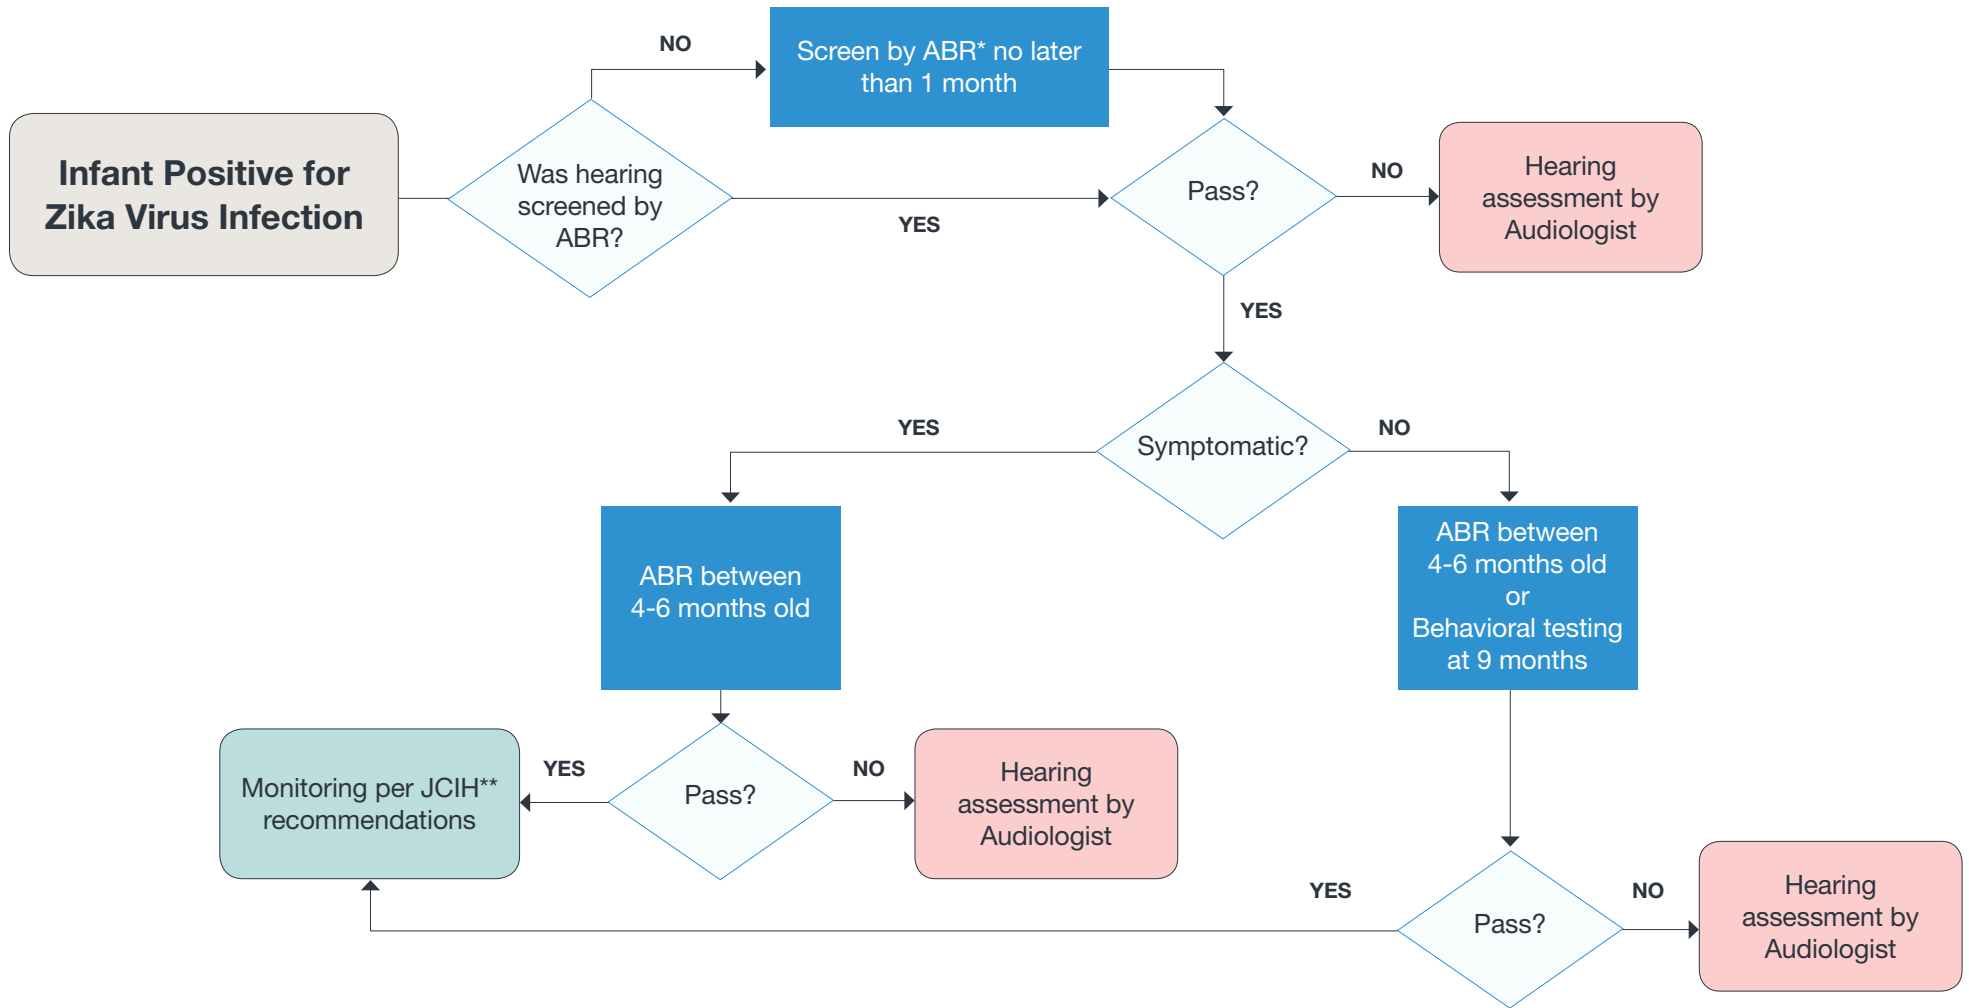 NO
Screen by ABR* no later
than 1 month
Infant Positive for
Zika Virus Infection
Was hearing
screened by
ABR?
YES
Pass?
NO
Hearing
assessment by
Audiologist
YES
YES
Symptomatic?
NO
ABR between
4-6 months old
ABR between
4-6 months old
or
Behavioral testing
at 9 months
Monitoring per JCIH**
recommendations
YES
Pass?
NO
Hearing
assessment by
Audiologist
YES
Pass?
NO
Hearing
assessment by
Audiologist